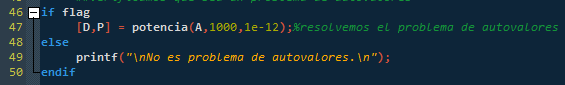 46 if flag
47 [D,P] = potencia(A,1000,1e-12);%resolvemos el problema de autovalores
48 else
49 printf("\nNo es problema de autovalores.\n");
50 endif